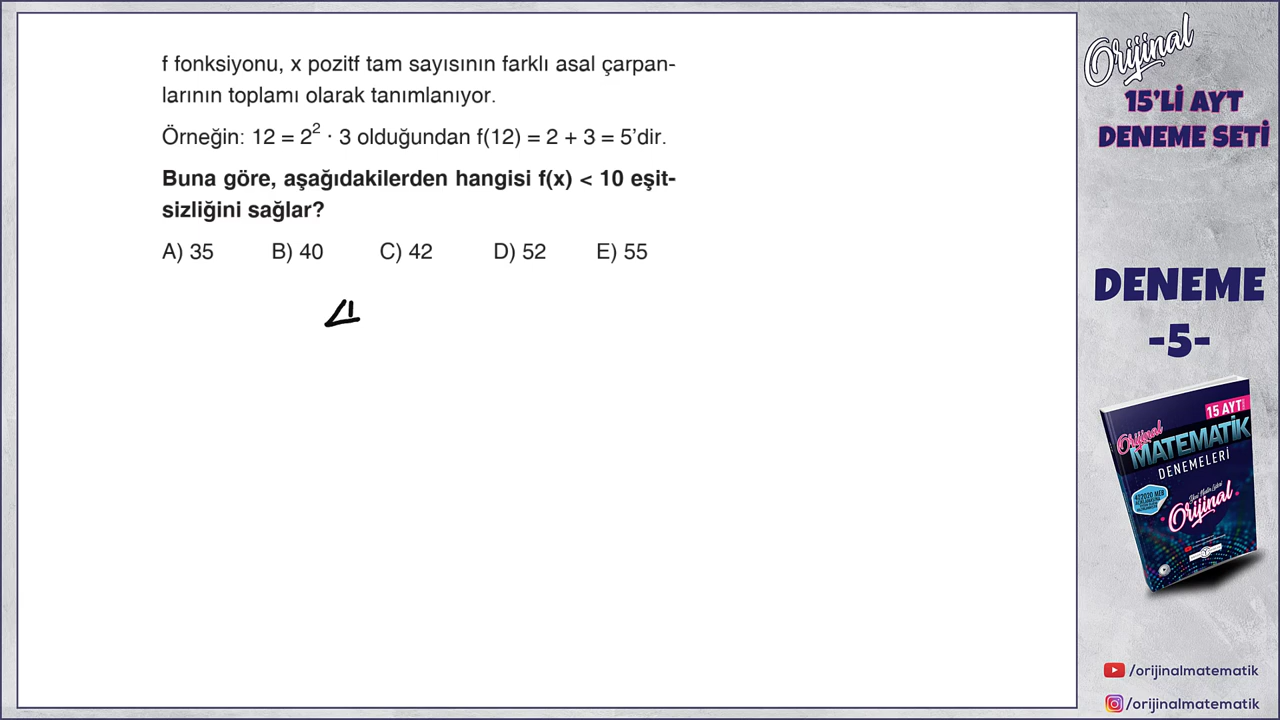 f fonksiyonu, x pozitf tam sayısının farklı asal çarpan-
larının toplamı olarak tanımlanıyor.
Örneğin: 12 = 2² · 3 olduğundan f(12) = 2 + 3 = 5’dir.
Buna göre, aşağıdakilerden hangisi f(x) < 10 eşit-
sizliğini sağlar?
A) 35 B) 40 C) 42 D) 52 E) 55
Orijinal
15’Lİ AYT
DENEME SETİ
DENEME
-5-
15 AYT
Orijinal
MATEMATİK
DENEMELERİ
Orijinal
/orijinalmatematik
/orijinalmatematik